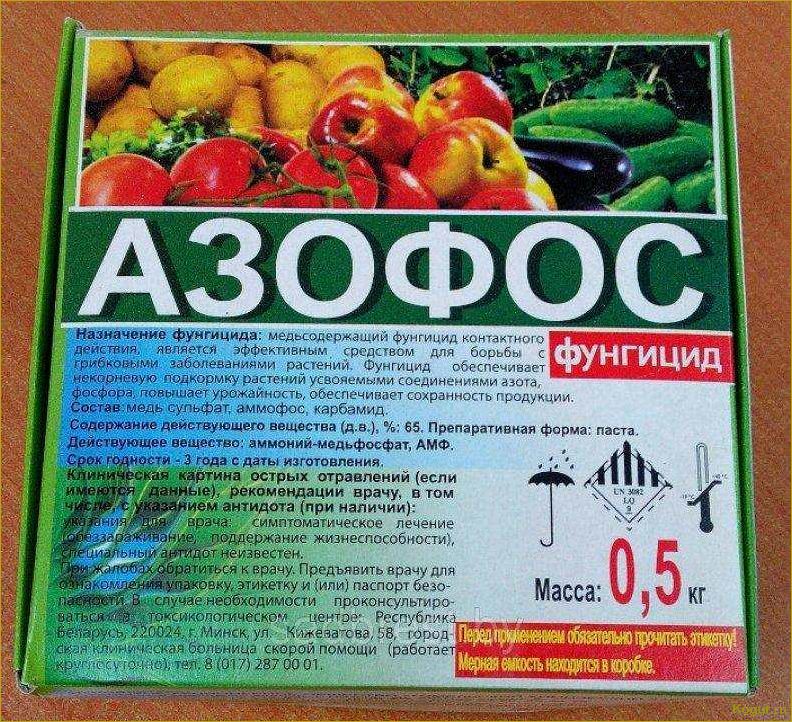 АЗОФОС
Назначение фунгицида: медьсодержащий фунгицид контактного
действия, является эффективным средством для борьбы с
грибковыми заболеваниями растений. Фунгицид обеспечивает
некорневую подкормку растений усвояемыми соединениями азота,
фосфора, повышает урожайность, обеспечивает сохранность продукции.
Состав: медь сульфат, аммофос, карбамид.
фунгицид
Содержание действующего вещества (д.в.), %: 65. Препаративная форма: паста.
Действующее вещество: аммоний-медьфосфат, АМФ.
Срок годности - 3 года с даты изготовления.
Клиническая картина острых отравлений (если
имеются данные), рекомендации врачу, в том
числе, с указанием антидота (при наличии):
указания для врача: симптоматическое лечение
(обеззараживание, поддержание жизнеспособности),
специальный антидот неизвестен.
При жалобах обратиться к врачу. Предъявить врачу для
ознакомления упаковку, этикетку и (или) паспорт безо-
пасности. В случае необходимости проконсультиро-
ваться в токсикологическом центре: Республика
Беларусь, 220024, г. Минск, ул. Кижеватова, 58, город-
ская клиническая больница скорой помощи (работает
круглосуточно), тел. 8 (017) 287 00 01.
UN 3082
LQ
9
Масса: 0,5 кг
Перед применением обязательно прочитать этикетку!
Мерная емкость находится в коробке.